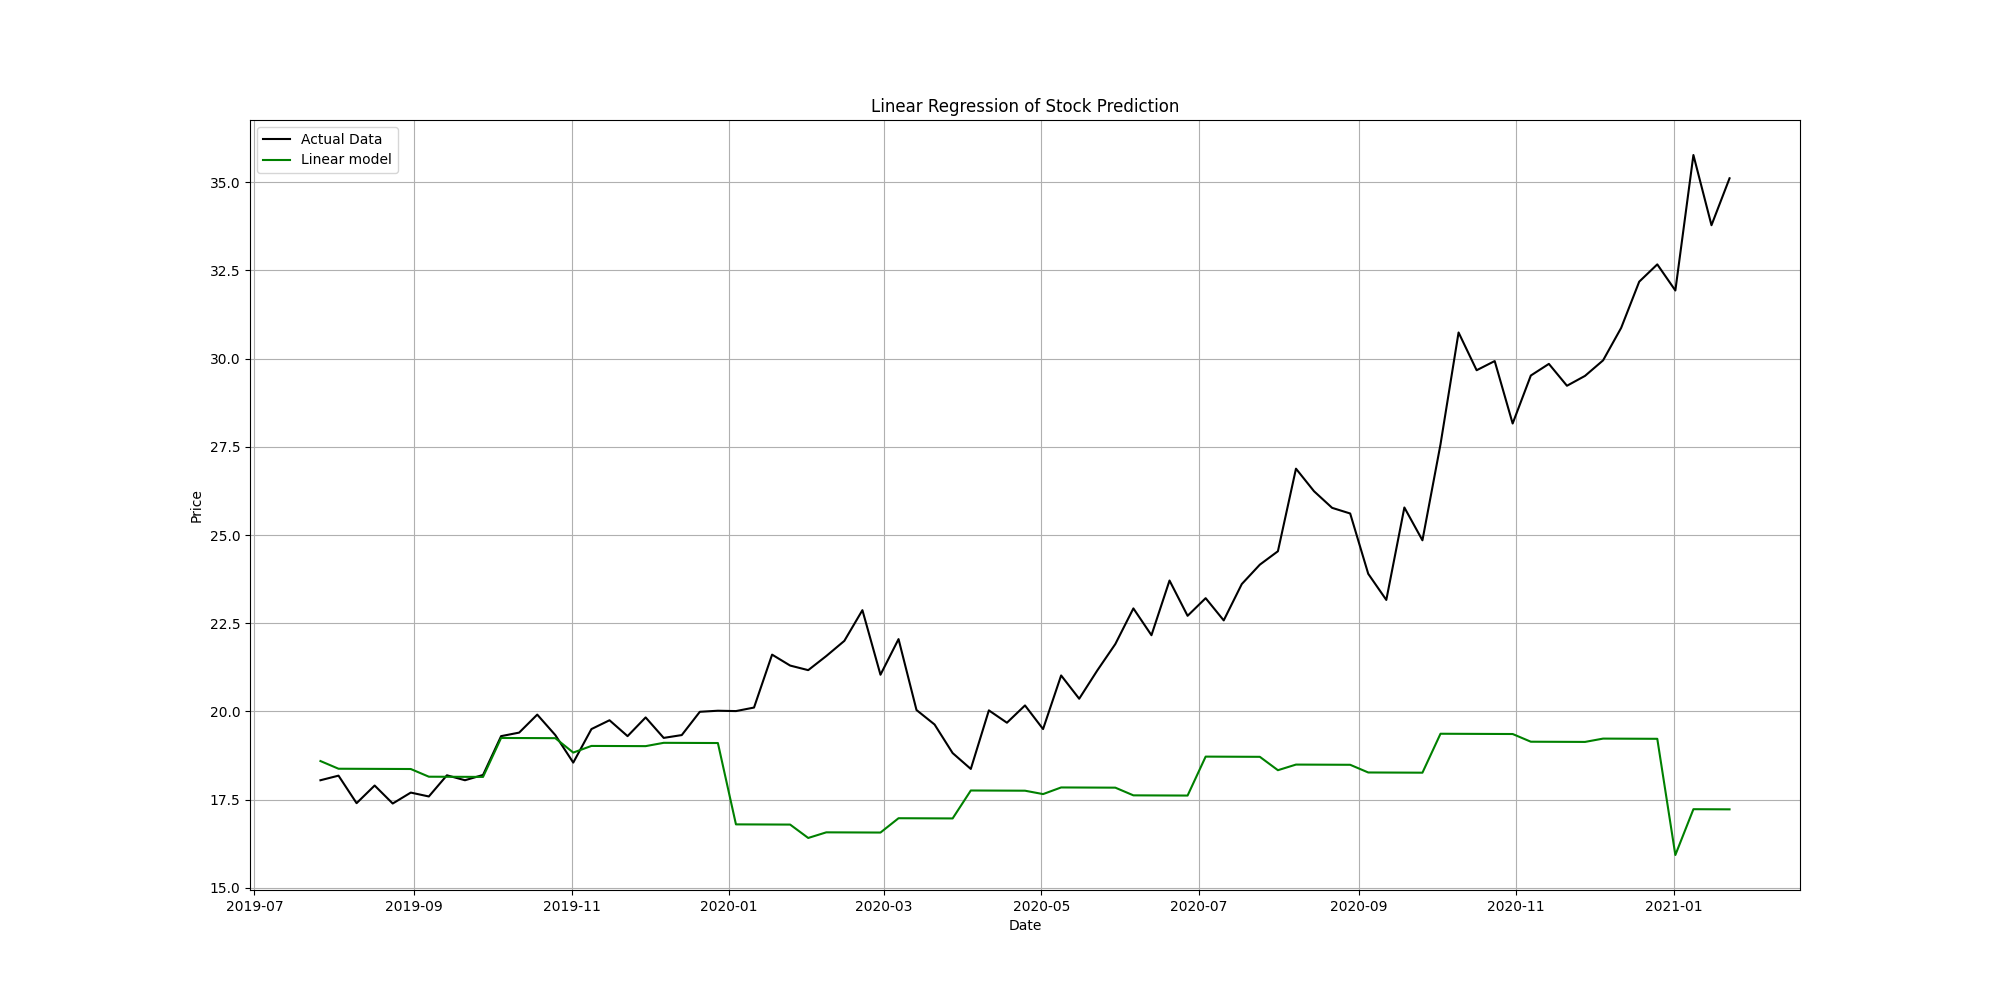 Linear Regression of Stock Prediction
Actual Data
Linear model
35.0
32.5
30.0
27.5
25.0
22.5
20.0
17.5
15.0
Price
2019-07 2019-09 2019-11 2020-01 2020-03 2020-05 2020-07 2020-09 2020-11 2021-01
Date